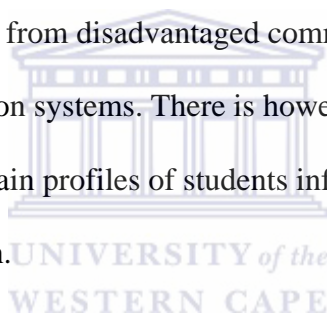 from disadvantaged comm
on systems. There is howe
ain profiles of students inf
n.
UNIVERSITY of the
WESTERN CAPE